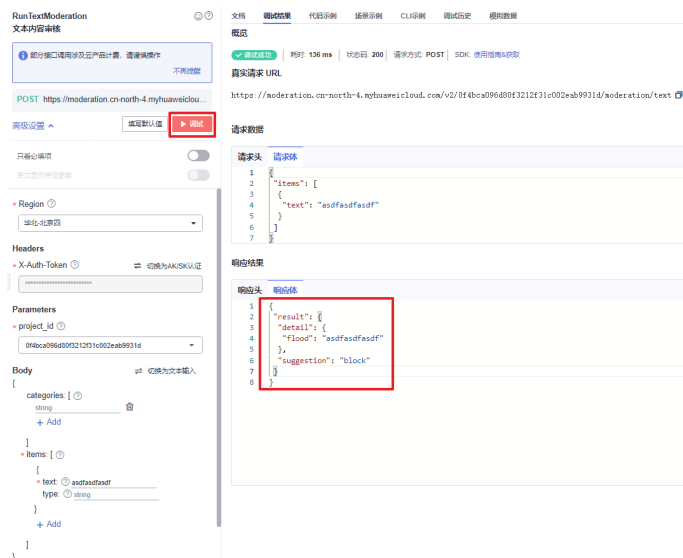 RunTextModeration
文本内容审核
部分接口调用涉及云产品计费，请谨慎操作
不再提醒
POST https://moderation.cn-north-4.myhuaweiclou...
高级设置
填写默认值
调试
只看必填项
英文显示特殊参数
* Region
华北-北京四
Headers
* X-Auth-Token
切换为AK/SK认证
************************
Parameters
* project_id
0f4bca096d80f3212f31c002eab9931d
Body
切换为文本输入
{
categories: [
string
+ Add
]
* items: [
{
* text: asdfasdfasdf
type: string
}
+ Add
]
}
文档 调试结果 代码示例 场景示例 CLI示例 调试历史 模拟数据
概览
调试成功 耗时: 136 ms 状态码: 200 请求方式: POST SDK: 使用指南&获取
真实请求 URL
https://moderation.cn-north-4.myhuaweicloud.com/v2/0f4bca096d80f3212f31c002eab9931d/moderation/text
请求数据
请求头 请求体
1 {
2 "items": [
3 {
4 "text": "asdfasdfasdf"
5 }
6 ]
7 }
响应结果
响应头 响应体
1 {
2 "result": {
3 "detail": {
4 "flood": "asdfasdfasdf"
5 },
6 "suggestion": "block"
7 }
8 }